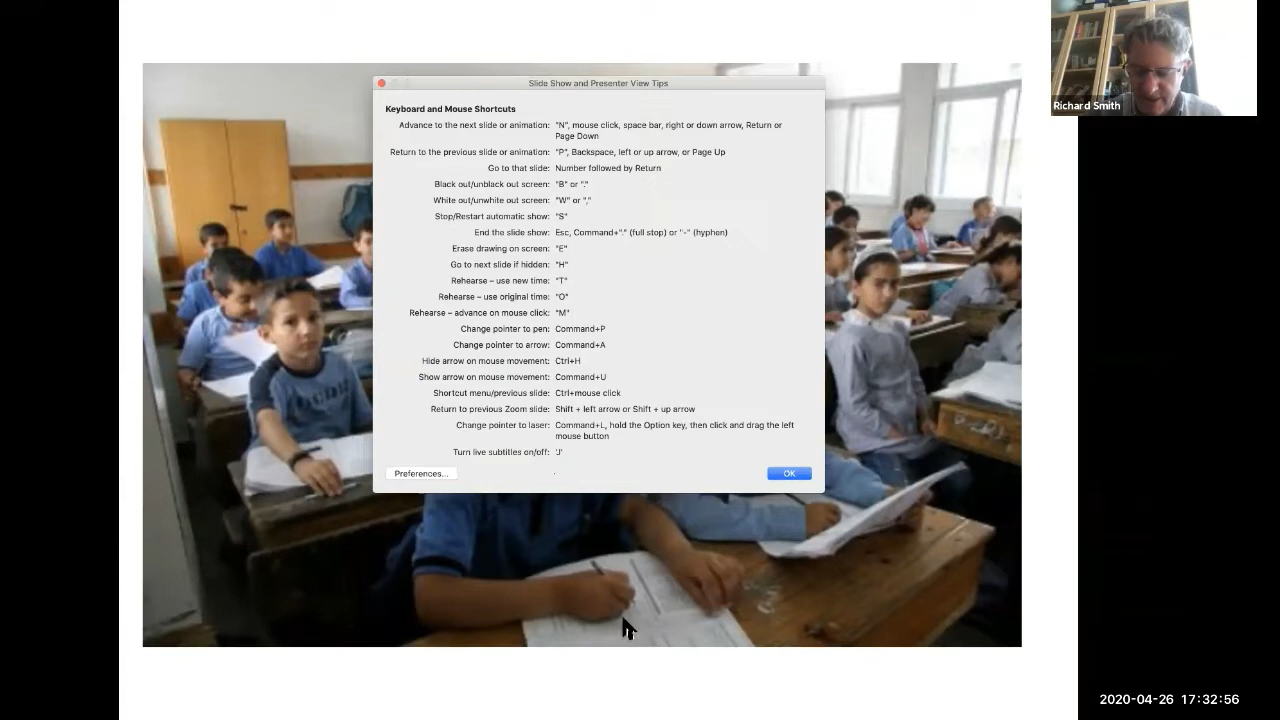 Slide Show and Presenter View Tips
Keyboard and Mouse Shortcuts
Advance to the next slide or animation: "N", mouse click, space bar, right or down arrow, Return or
Page Down
Return to the previous slide or animation: "P", Backspace, left or up arrow, or Page Up
Go to that slide: Number followed by Return
Black out/unblack out screen: "B" or "."
White out/unwhite out screen: "W" or ","
Stop/Restart automatic show: "S"
End the slide show: Esc, Command+"." (full stop) or "-" (hyphen)
Erase drawing on screen: "E"
Go to next slide if hidden: "H"
Rehearse – use new time: "T"
Rehearse – use original time: "O"
Rehearse – advance on mouse click: "M"
Change pointer to pen: Command+P
Change pointer to arrow: Command+A
Hide arrow on mouse movement: Ctrl+H
Show arrow on mouse movement: Command+U
Shortcut menu/previous slide: Ctrl+mouse click
Return to previous Zoom slide: Shift + left arrow or Shift + up arrow
Change pointer to laser: Command+L, hold the Option key, then click and drag the left
mouse button
Turn live subtitles on/off: 'J'
Preferences...
OK
Richard Smith
2020-04-26 17:32:56